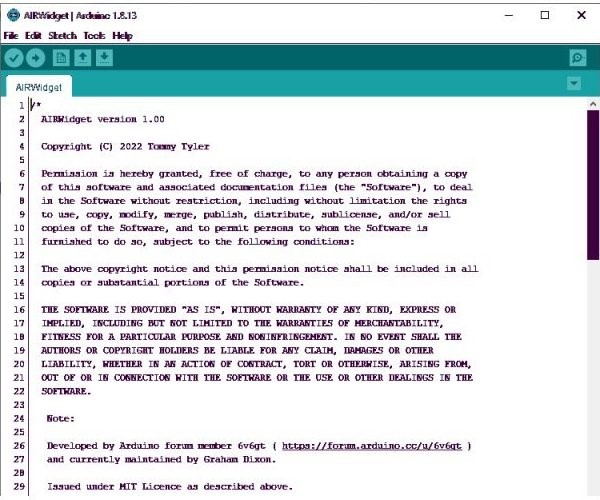 AIRWidget | Arduino 1.8.13
File Edit Sketch Tools Help
AIRWidget
1 /*
2 AIRWidget version 1.00
3
4 Copyright (C) 2022 Tommy Tyler
5
6 Permission is hereby granted, free of charge, to any person obtaining a copy
7 of this software and associated documentation files (the "Software"), to deal
8 in the Software without restriction, including without limitation the rights
9 to use, copy, modify, merge, publish, distribute, sublicense, and/or sell
10 copies of the Software, and to permit persons to whom the Software is
11 furnished to do so, subject to the following conditions:
12
13 The above copyright notice and this permission notice shall be included in all
14 copies or substantial portions of the Software.
15
16 THE SOFTWARE IS PROVIDED "AS IS", WITHOUT WARRANTY OF ANY KIND, EXPRESS OR
17 IMPLIED, INCLUDING BUT NOT LIMITED TO THE WARRANTIES OF MERCHANTABILITY,
18 FITNESS FOR A PARTICULAR PURPOSE AND NONINFRINGEMENT. IN NO EVENT SHALL THE
19 AUTHORS OR COPYRIGHT HOLDERS BE LIABLE FOR ANY CLAIM, DAMAGES OR OTHER
20 LIABILITY, WHETHER IN AN ACTION OF CONTRACT, TORT OR OTHERWISE, ARISING FROM,
21 OUT OF OR IN CONNECTION WITH THE SOFTWARE OR THE USE OR OTHER DEALINGS IN THE
22 SOFTWARE.
23
24 Note:
25
26 Developed by Arduino forum member 6v6gt ( https://forum.arduino.cc/u/6v6gt )
27 and currently maintained by Graham Dixon.
28
29 Issued under MIT Licence as described above.